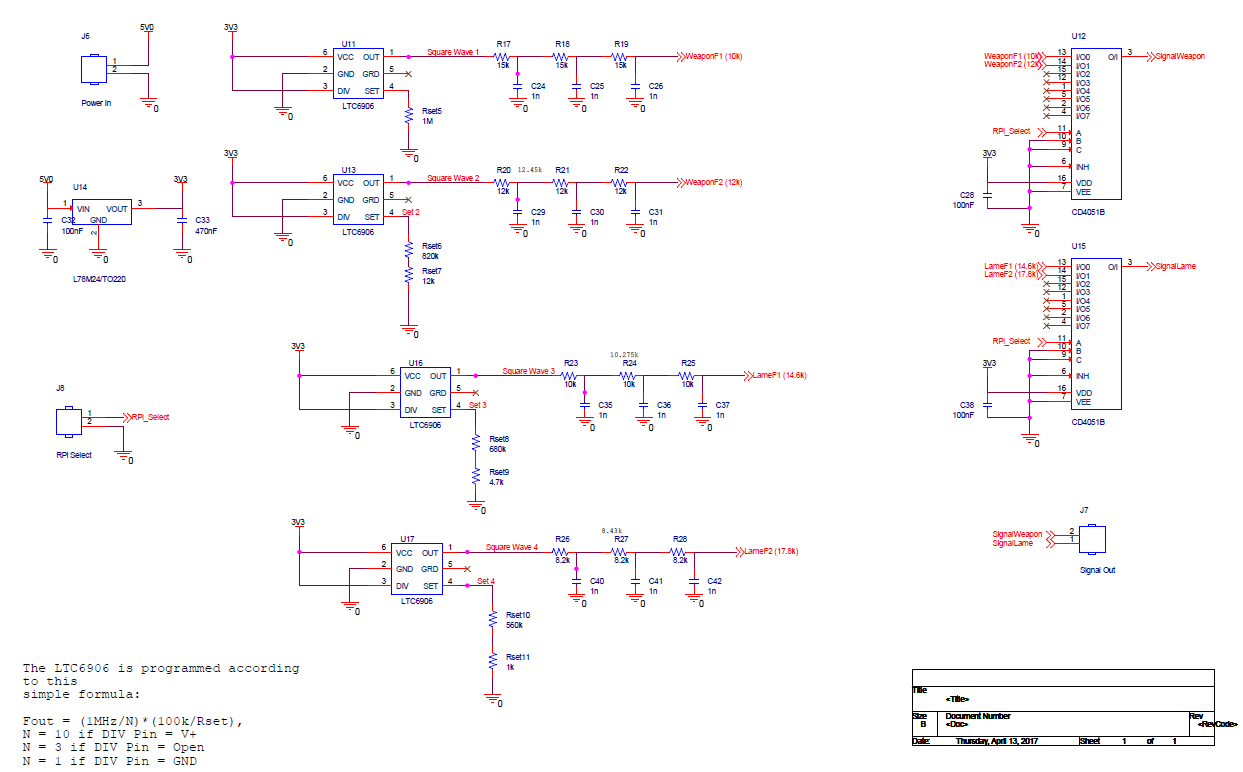 J6
5V0
1
2
0
Power In
5V0
U14
3V3
1
VIN
VOUT
3
GND
2
C32
100nF
C33
470nF
0
0
0
L78M24/TO220
J8
1
2
RPI_Select
0
RPI Select
3V3
U11
6
VCC
OUT
1
2
GND
GRD
5
3
DIV
SET
4
LTC6906
0
Square Wave 1
R17
15k
R18
15k
R19
15k
WeaponF1 (10k)
C24
1n
C25
1n
C26
1n
0
0
0
Rset5
1M
0
3V3
U13
6
VCC
OUT
1
2
GND
GRD
5
3
DIV
SET
4
LTC6906
0
Square Wave 2
Set 2
R20
12k
12.45k
R21
12k
R22
12k
WeaponF2 (12k)
C29
1n
C30
1n
C31
1n
0
0
0
Rset6
820k
Rset7
12k
0
3V3
U16
6
VCC
OUT
1
2
GND
GRD
5
3
DIV
SET
4
LTC6906
0
Square Wave 3
Set 3
10.275k
R23
10k
R24
10k
R25
10k
LameF1 (14.6k)
C35
1n
C36
1n
C37
1n
0
0
0
Rset8
680k
Rset9
4.7k
0
3V3
U17
6
VCC
OUT
1
2
GND
GRD
5
3
DIV
SET
4
LTC6906
0
Square Wave 4
Set 4
8.43k
R26
8.2k
R27
8.2k
R28
8.2k
LameF2 (17.8k)
C40
1n
C41
1n
C42
1n
0
0
0
Rset10
560k
Rset11
1k
0
U12
WeaponF1 (10k)
WeaponF2 (12k)
13
14
15
12
1
5
2
4
I/O0
I/O1
I/O2
I/O3
I/O4
I/O5
I/O6
I/O7
O/I
3
SignalWeapon
RPI_Select
11
10
9
A
B
C
3V3
6
INH
16
VDD
7
VEE
C28
100nF
0
CD4051B
U15
LameF1 (14.6k)
LameF2 (17.8k)
13
14
15
12
1
5
2
4
I/O0
I/O1
I/O2
I/O3
I/O4
I/O5
I/O6
I/O7
O/I
3
SignalLame
RPI_Select
11
10
9
A
B
C
3V3
6
INH
16
VDD
7
VEE
C38
100nF
0
CD4051B
J7
SignalWeapon
2
SignalLame
1
Signal Out
The LTC6906 is programmed according
to this
simple formula:
Fout = (1MHz/N)*(100k/Rset),
N = 10 if DIV Pin = V+
N = 3 if DIV Pin = Open
N = 1 if DIV Pin = GND
Title
<Title>
Size
B
Document Number
<Doc>
Rev
<RevCode>
Date:
Thursday, April 13, 2017
Sheet 1 of 1